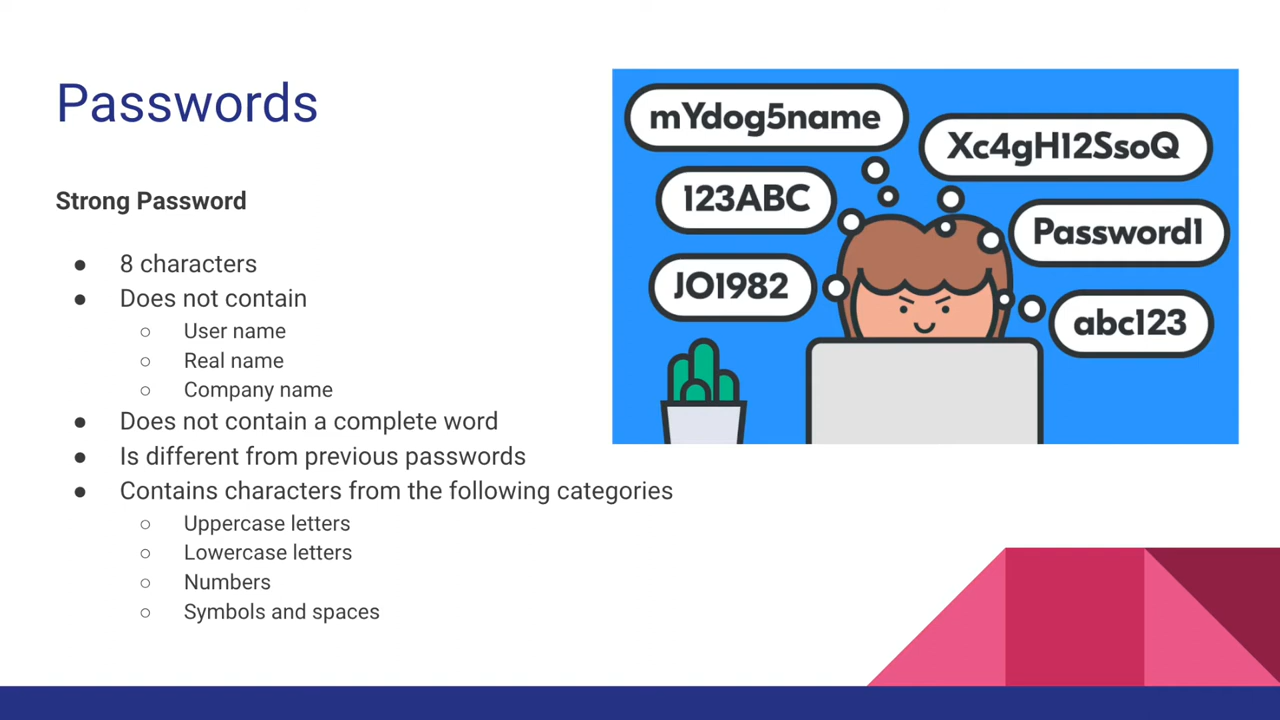 Passwords
Strong Password
● 8 characters
● Does not contain
○ User name
○ Real name
○ Company name
● Does not contain a complete word
● Is different from previous passwords
● Contains characters from the following categories
○ Uppercase letters
○ Lowercase letters
○ Numbers
○ Symbols and spaces
mYdog5name
Xc4gH12SsoQ
123ABC
Password1
JO1982
abc123